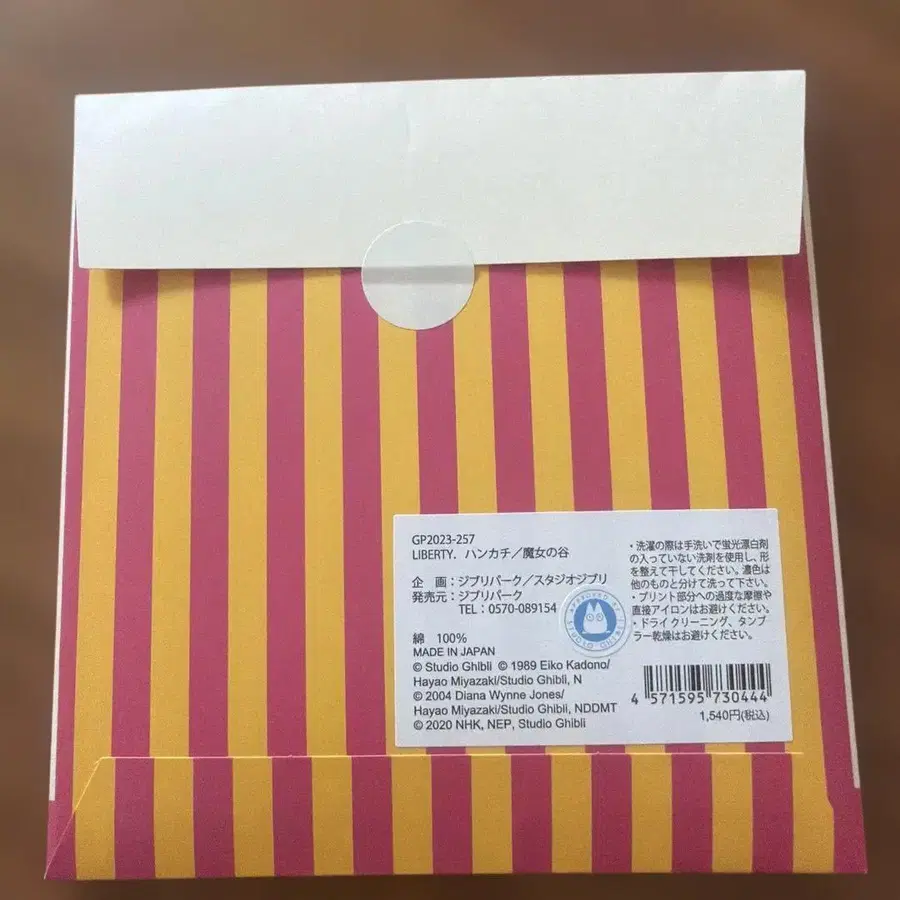 GP2023-257
LIBERTY. ハンカチ／魔女の谷
企　画：ジブリパーク／スタジオジブリ
発売元：ジブリパーク
TEL：0570-089154
綿　100%
MADE IN JAPAN
© Studio Ghibli © 1989 Eiko Kadono/
Hayao Miyazaki/Studio Ghibli, N
© 2004 Diana Wynne Jones/
Hayao Miyazaki/Studio Ghibli, NDDMT
© 2020 NHK, NEP, Studio Ghibli
・洗濯の際は手洗いで蛍光漂白剤
の入っていない洗剤を使用し、形
を整えて干してください。濃色は
他のものと分けて洗って下さい。
・プリント部分への過度な摩擦や
直接アイロンはお避けください。
・ドライクリーニング、タンブ
ラー乾燥はお避けください。
APPROVED BY
STUDIO GHIBLI
4 571595 730444
1,540円(税込)